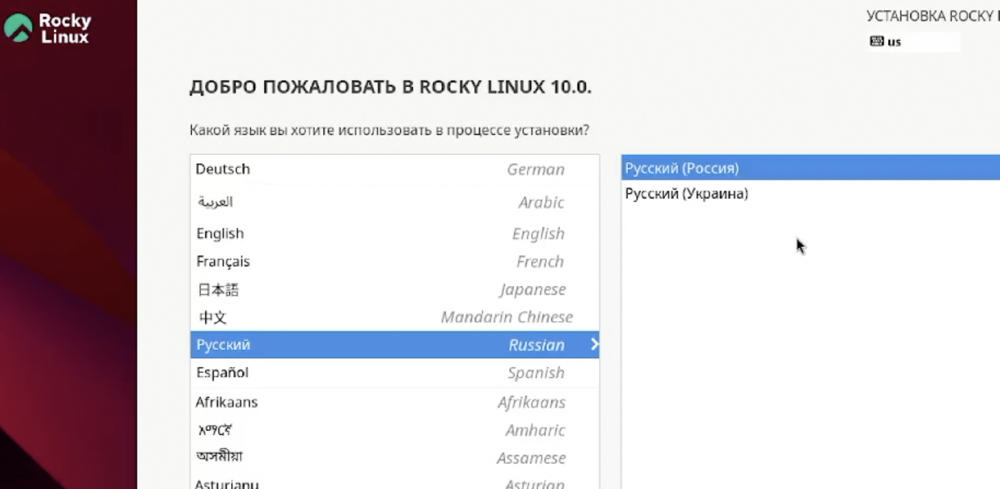 Rocky
Linux
УСТАНОВКА ROCKY
us
ДОБРО ПОЖАЛОВАТЬ В ROCKY LINUX 10.0.
Какой язык вы хотите использовать в процессе установки?
Deutsch German
العربية Arabic
English English
Français French
日本語 Japanese
中文 Mandarin Chinese
Русский Russian
Español Spanish
Afrikaans Afrikaans
አማርኛ Amharic
অসমীয়া Assamese
Asturianu Asturian
Русский (Россия)
Русский (Украина)